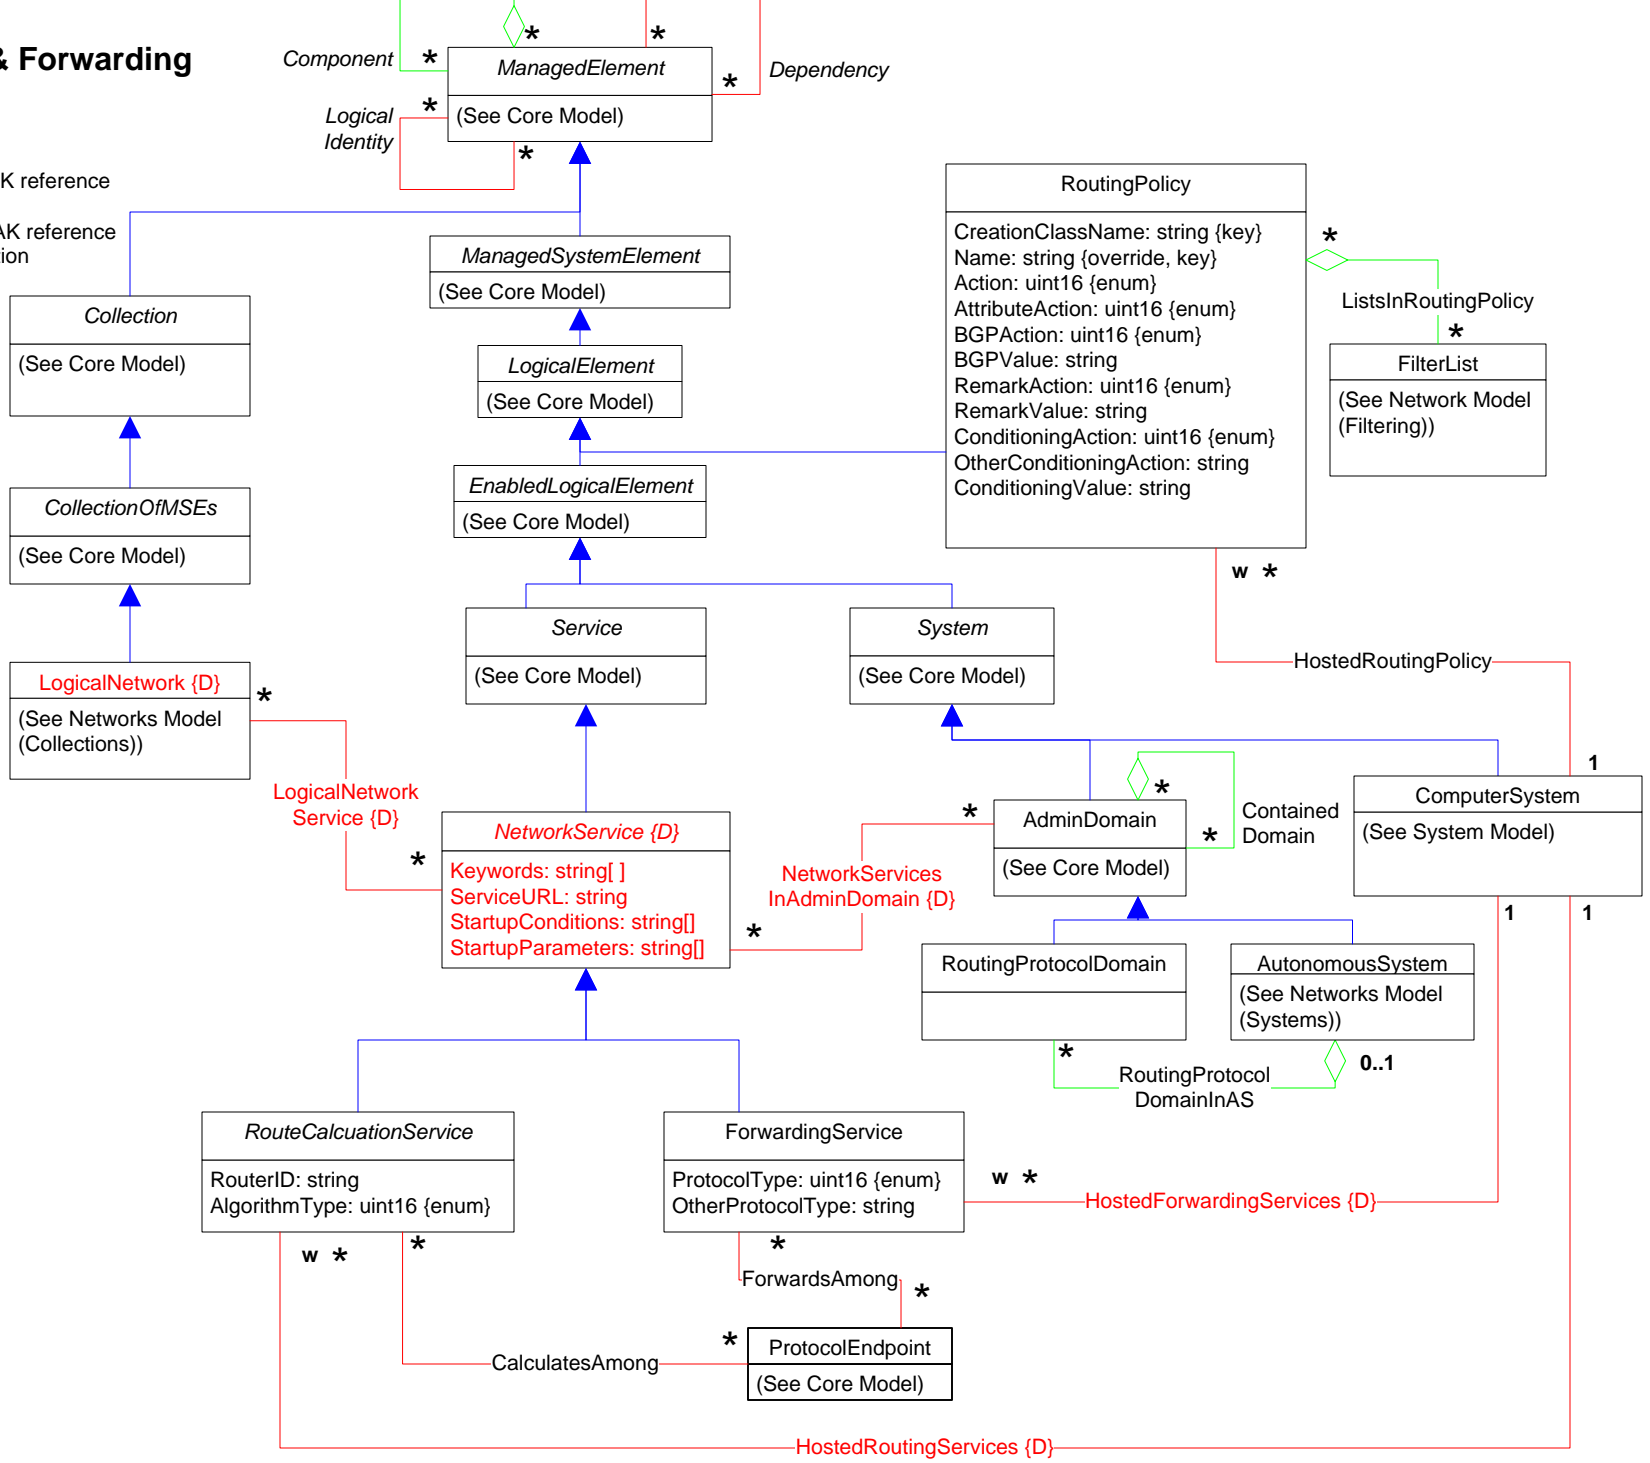 & Forwarding
Component
*
*
*
*
Dependency
ManagedElement
(See Core Model)
Logical
Identity
*
*
K reference
AK reference
tion
ManagedSystemElement
(See Core Model)
Collection
(See Core Model)
LogicalElement
(See Core Model)
RoutingPolicy
CreationClassName: string {key}
Name: string {override, key}
Action: uint16 {enum}
AttributeAction: uint16 {enum}
BGPAction: uint16 {enum}
BGPValue: string
RemarkAction: uint16 {enum}
RemarkValue: string
ConditioningAction: uint16 {enum}
OtherConditioningAction: string
ConditioningValue: string
*
ListsInRoutingPolicy
*
FilterList
(See Network Model
(Filtering))
CollectionOfMSEs
(See Core Model)
EnabledLogicalElement
(See Core Model)
w *
Service
(See Core Model)
System
(See Core Model)
HostedRoutingPolicy
LogicalNetwork {D}
(See Networks Model
(Collections))
*
LogicalNetwork
Service {D}
*
NetworkService {D}
Keywords: string[ ]
ServiceURL: string
StartupConditions: string[]
StartupParameters: string[]
*
NetworkServices
InAdminDomain {D}
*
AdminDomain
(See Core Model)
*
*
Contained
Domain
1
ComputerSystem
(See System Model)
1
1
RoutingProtocolDomain
AutonomousSystem
(See Networks Model
(Systems))
*
0..1
RoutingProtocol
DomainInAS
RouteCalcuationService
RouterID: string
AlgorithmType: uint16 {enum}
ForwardingService
ProtocolType: uint16 {enum}
OtherProtocolType: string
w *
HostedForwardingServices {D}
w *
*
*
ForwardsAmong
*
*
CalculatesAmong
ProtocolEndpoint
(See Core Model)
HostedRoutingServices {D}